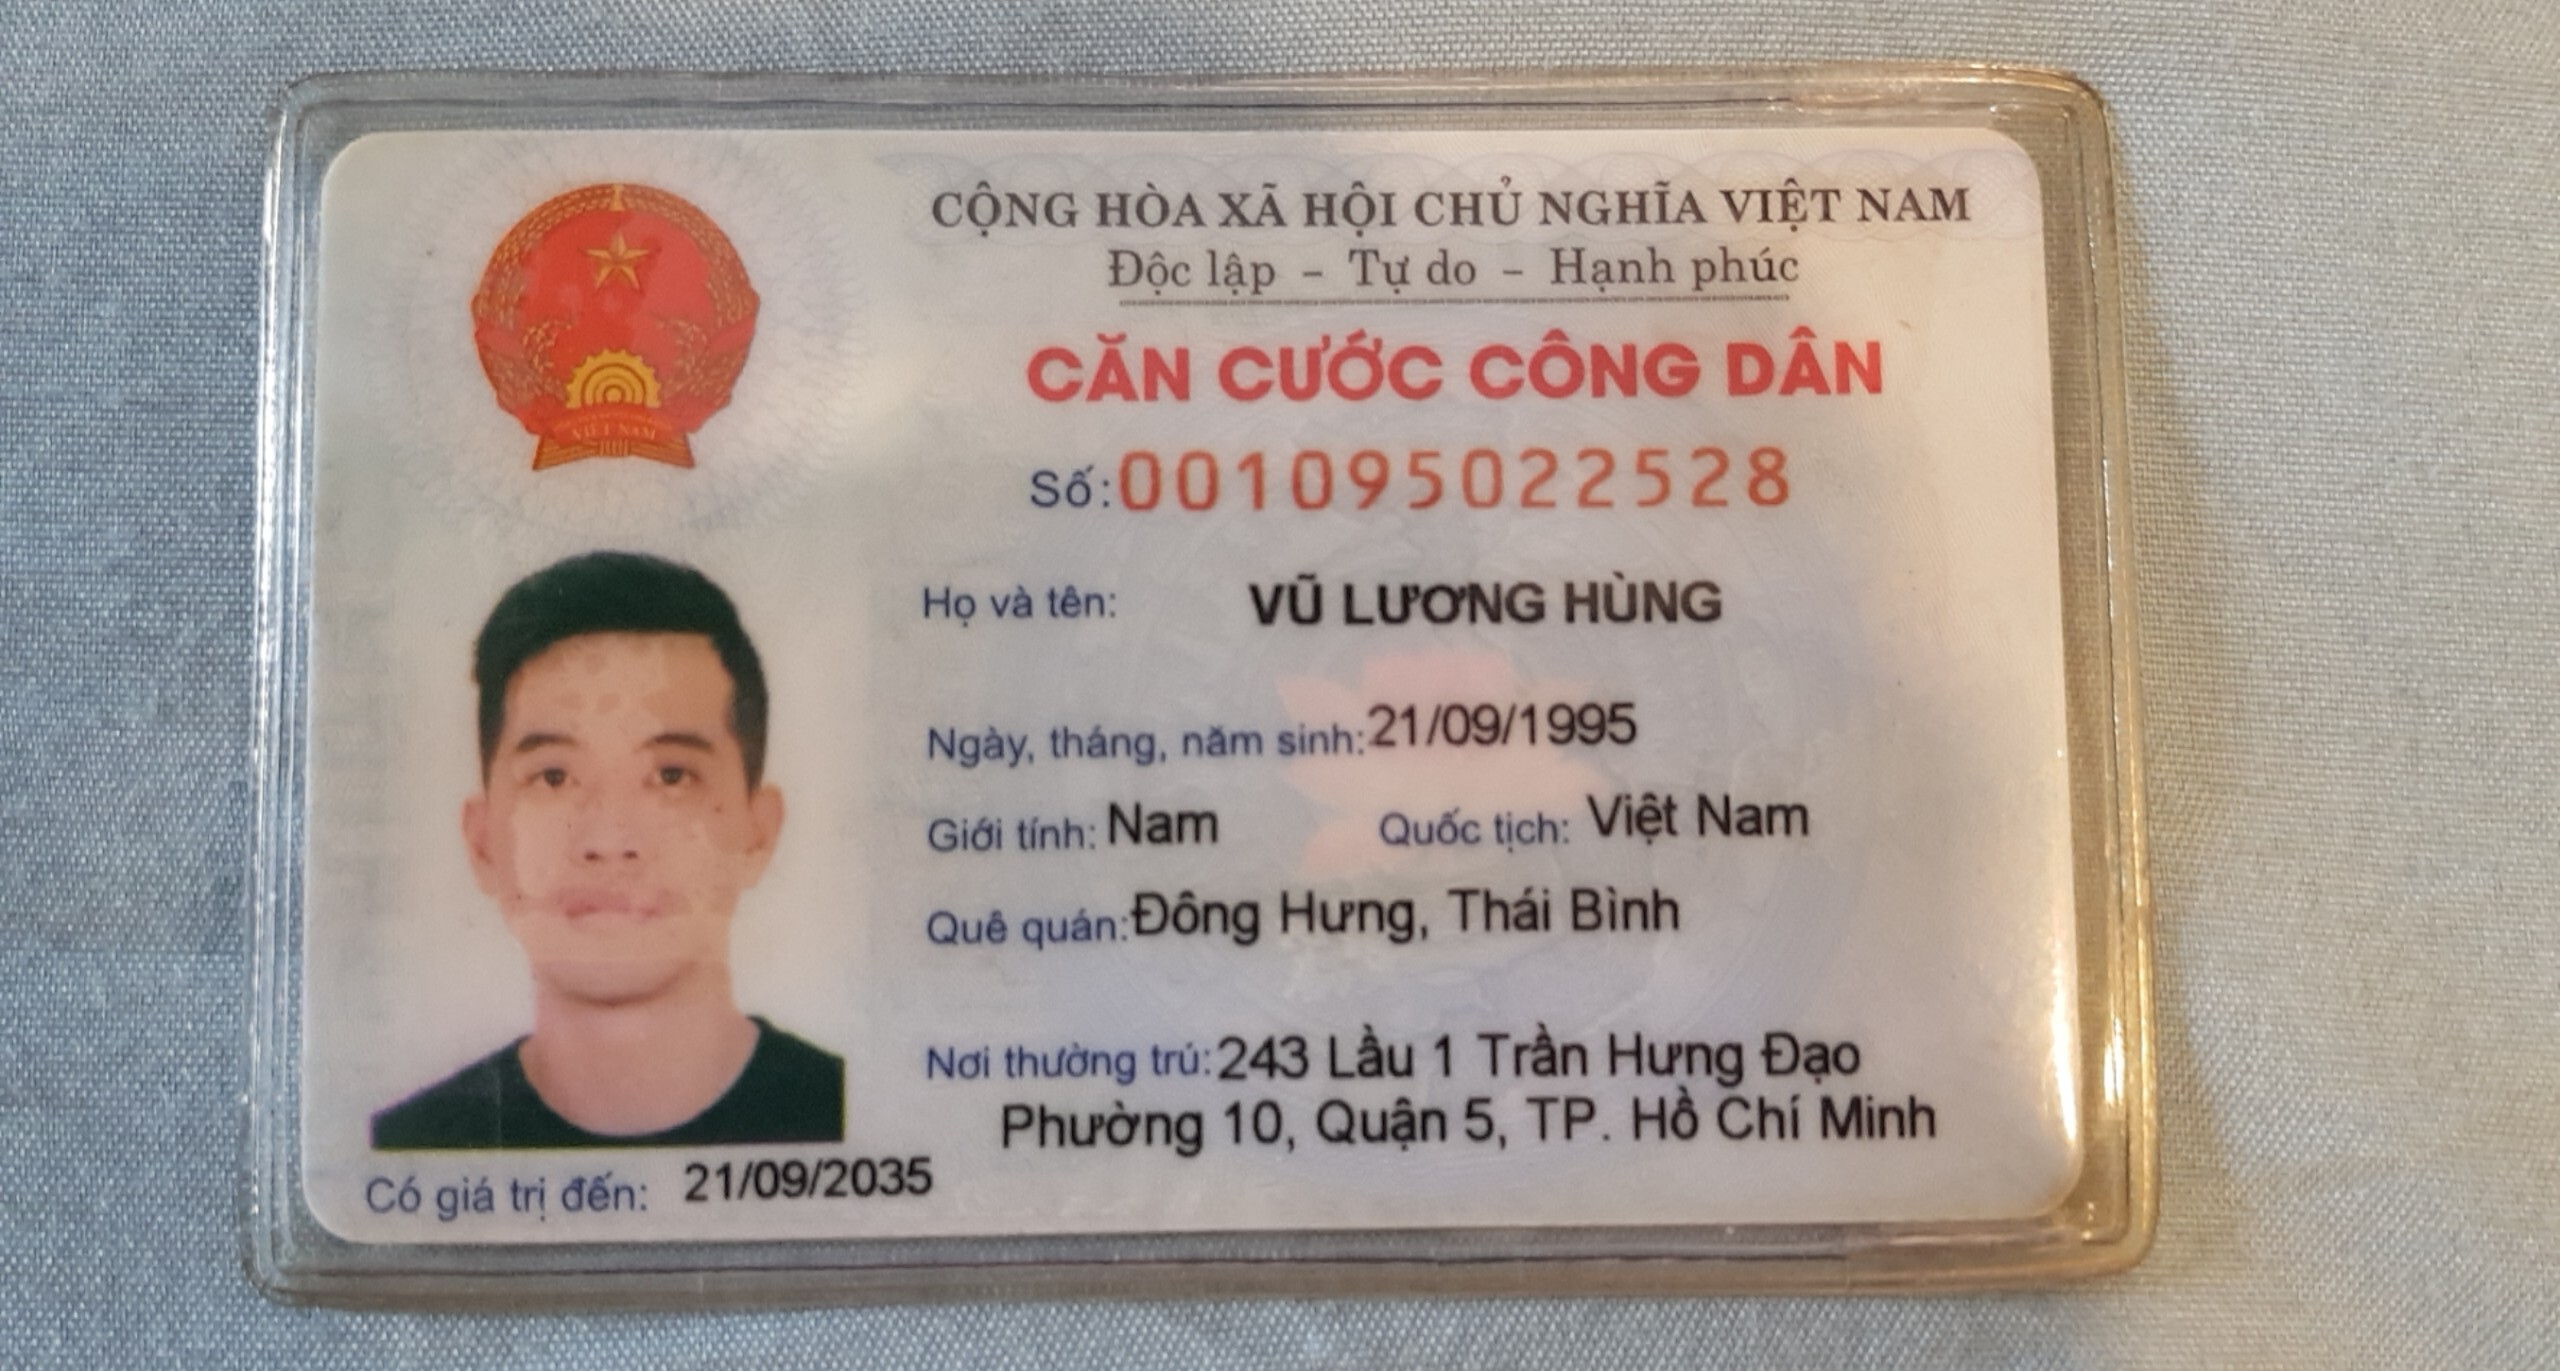 CỘNG HÒA XÃ HỘI CHỦ NGHĨA VIỆT NAM
Độc lập - Tự do - Hạnh phúc
CĂN CƯỚC CÔNG DÂN
Số: 001095022528
Họ và tên: VŨ LƯƠNG HÙNG
Ngày, tháng, năm sinh: 21/09/1995
Giới tính: Nam Quốc tịch: Việt Nam
Quê quán: Đông Hưng, Thái Bình
Nơi thường trú: 243 Lầu 1 Trần Hưng Đạo
Phường 10, Quận 5, TP. Hồ Chí Minh
Có giá trị đến: 21/09/2035
VIỆT NAM